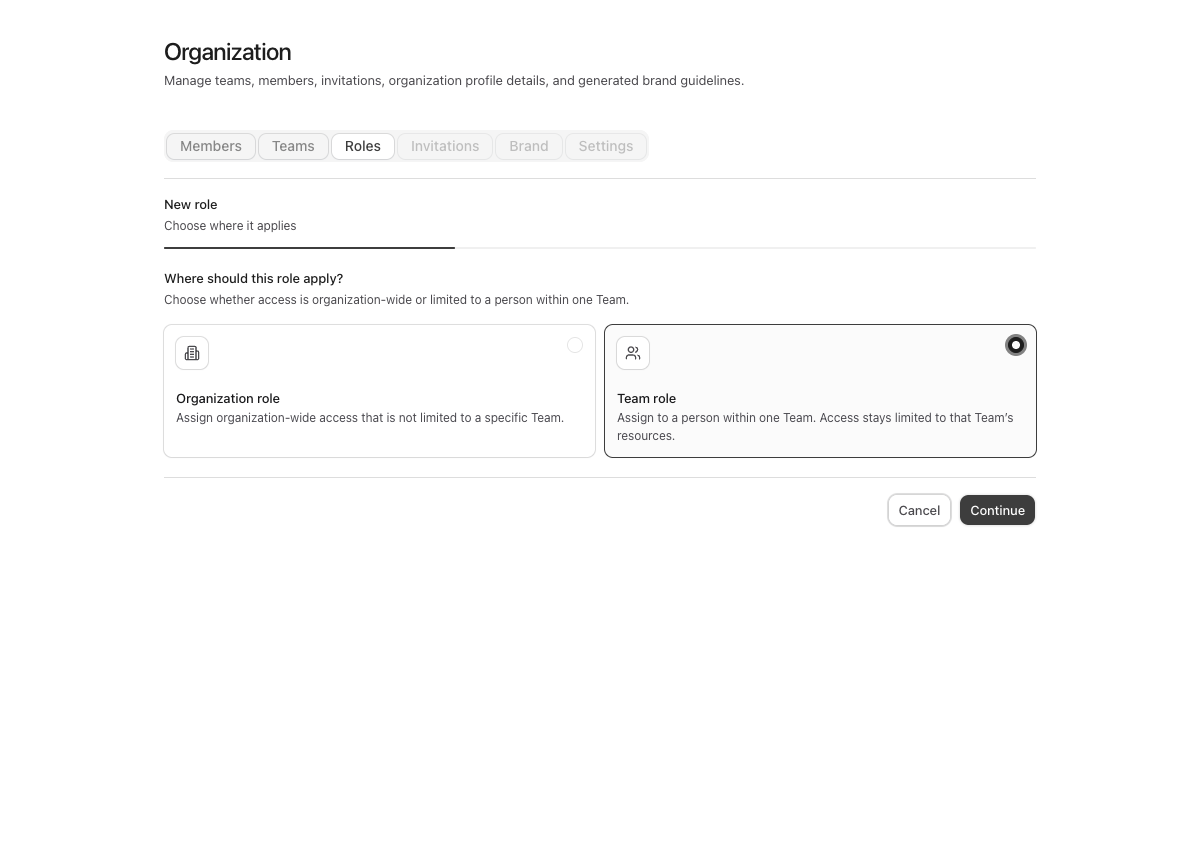 Organization
Manage teams, members, invitations, organization profile details, and generated brand guidelines.
Members
Teams
Roles
Invitations
Brand
Settings
New role
Choose where it applies
Where should this role apply?
Choose whether access is organization-wide or limited to a person within one Team.
Organization role
Assign organization-wide access that is not limited to a specific Team.
Team role
Assign to a person within one Team. Access stays limited to that Team’s
resources.
Cancel
Continue